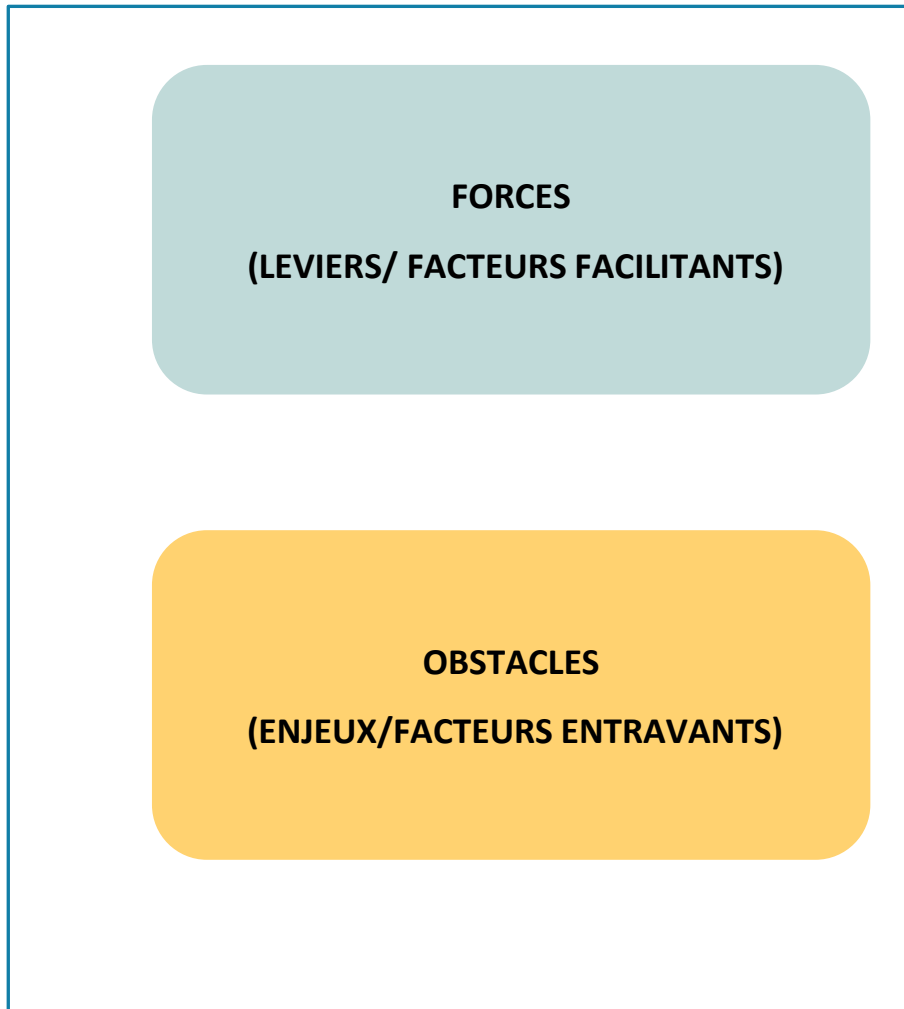 FORCES
(LEVIERS/ FACTEURS FACILITANTS)
OBSTACLES
(ENJEUX/FACTEURS ENTRAVANTS)